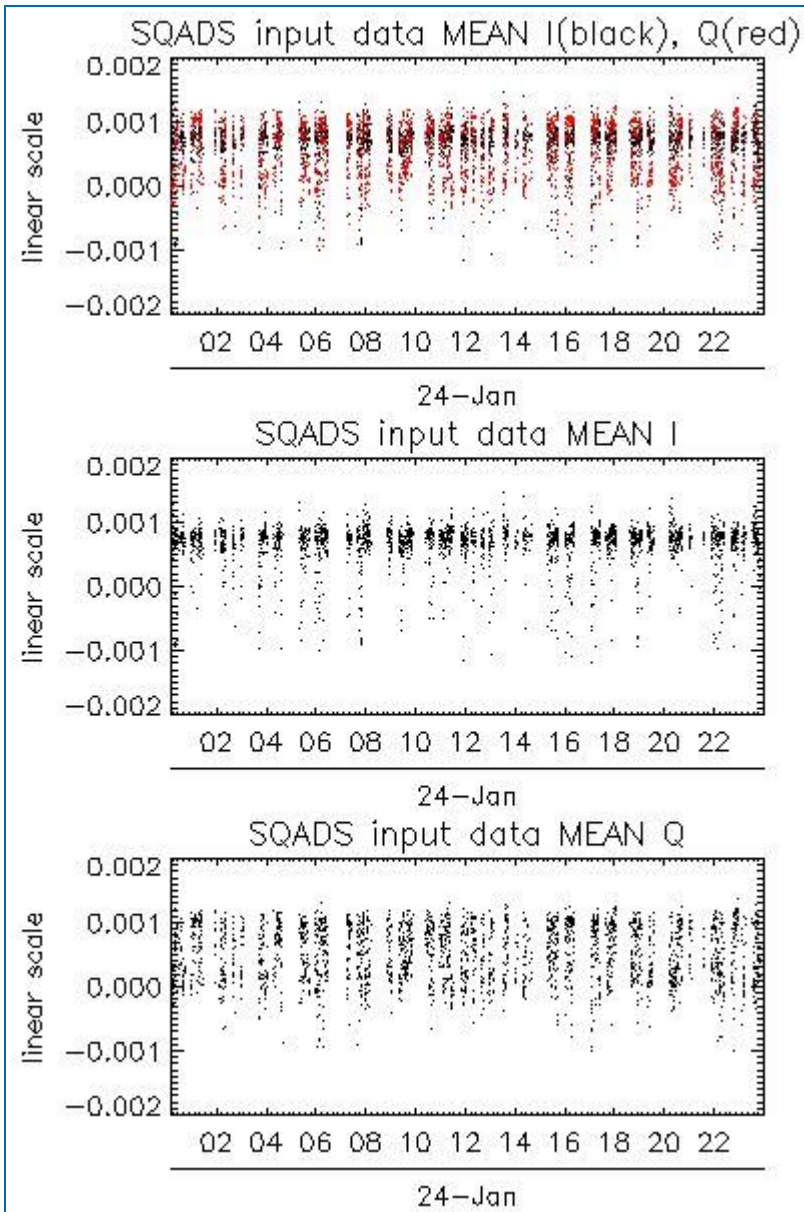 SQADS input data MEAN I(black), Q(red)
0.002
0.001
0.000
−0.001
−0.002
linear scale
02 04 06 08 10 12 14 16 18 20 22
24−Jan
SQADS input data MEAN I
0.002
0.001
0.000
−0.001
−0.002
linear scale
02 04 06 08 10 12 14 16 18 20 22
24−Jan
SQADS input data MEAN Q
0.002
0.001
0.000
−0.001
−0.002
linear scale
02 04 06 08 10 12 14 16 18 20 22
24−Jan